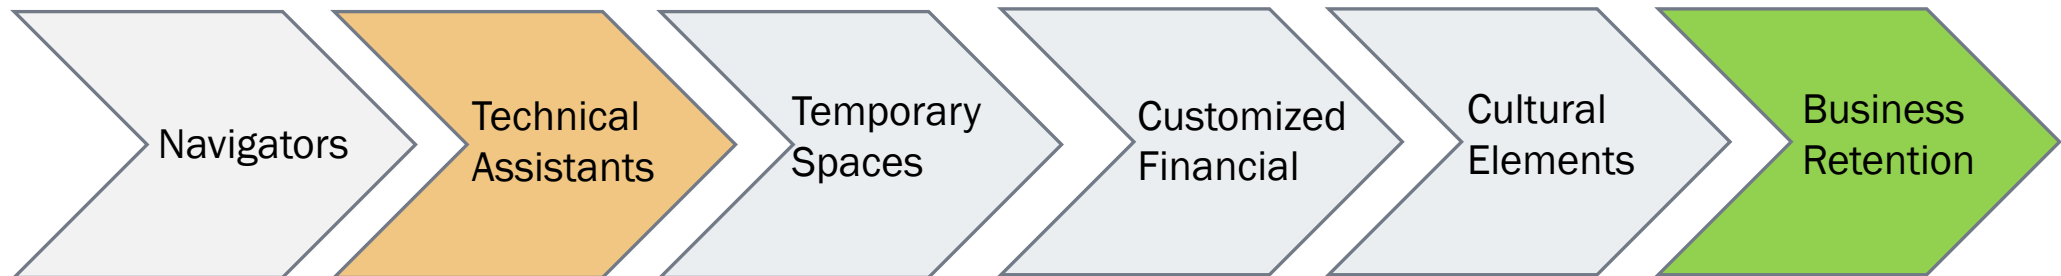 Navigators
Technical
Assistants
Temporary
Spaces
Customized
Financial
Cultural
Elements
Business
Retention